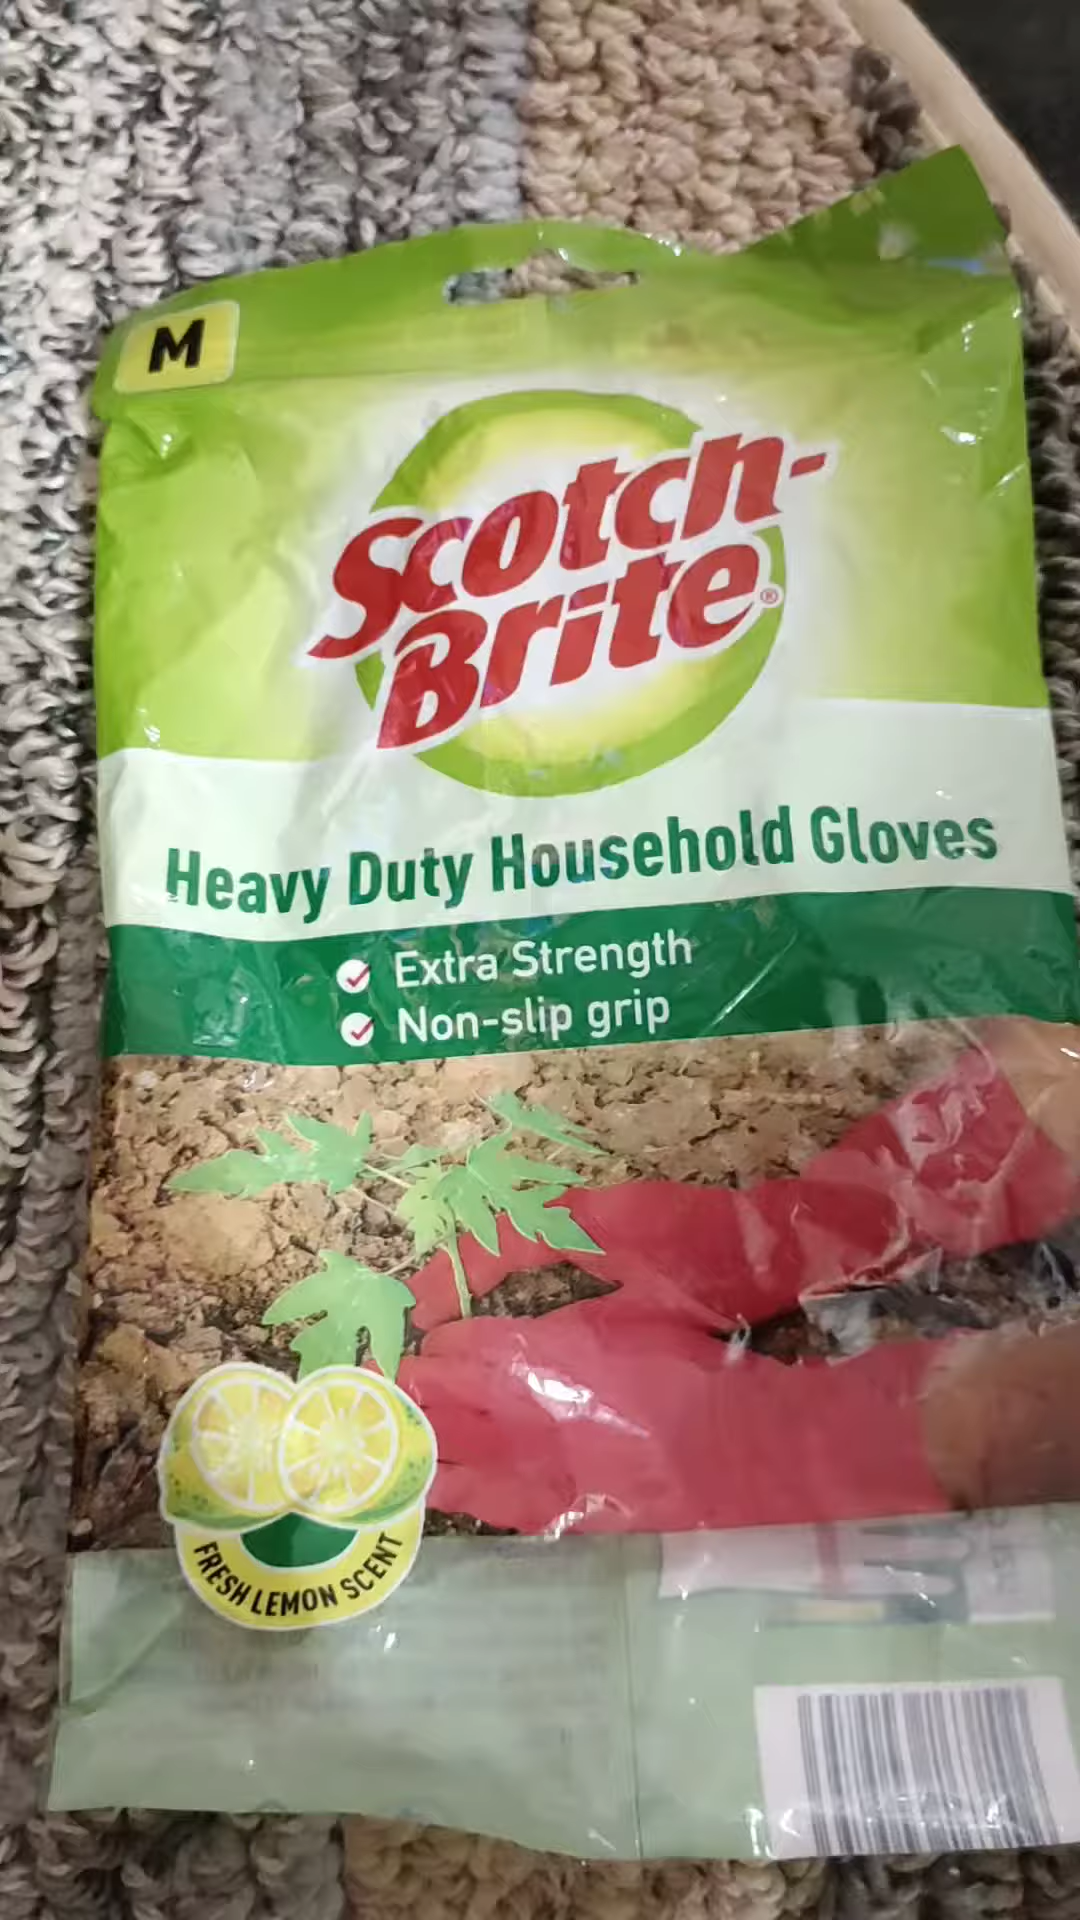 M
Scotch-
Brite®
Heavy Duty Household Gloves
Extra Strength
Non-slip grip
FRESH LEMON SCENT